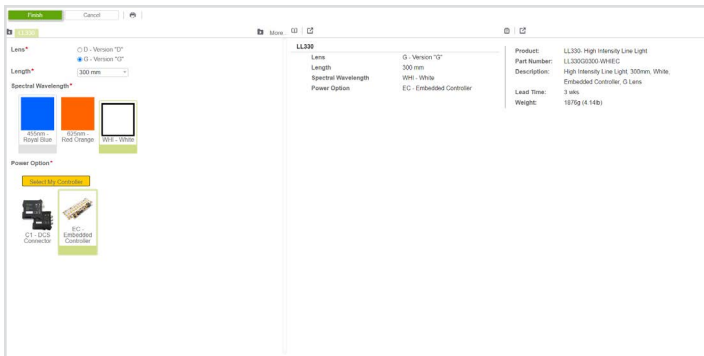 Finish
Cancel
LL330
More
Lens*
D - Version "D"
G - Version "G"
Length*
300 mm
Spectral Wavelength*
455nm -
Royal Blue
625nm -
Red Orange
WHI - White
Power Option*
Select My Controller
C1 - DCS
Connector
EC -
Embedded
Controller
LL330
Lens G - Version "G"
Length 300 mm
Spectral Wavelength WHI - White
Power Option EC - Embedded Controller
Product: LL330- High Intensity Line Light
Part Number: LL330G0300-WHIEC
Description: High Intensity Line Light, 300mm, White,
Embedded Controller, G Lens
Lead Time: 3 wks
Weight: 1876g (4.14lb)